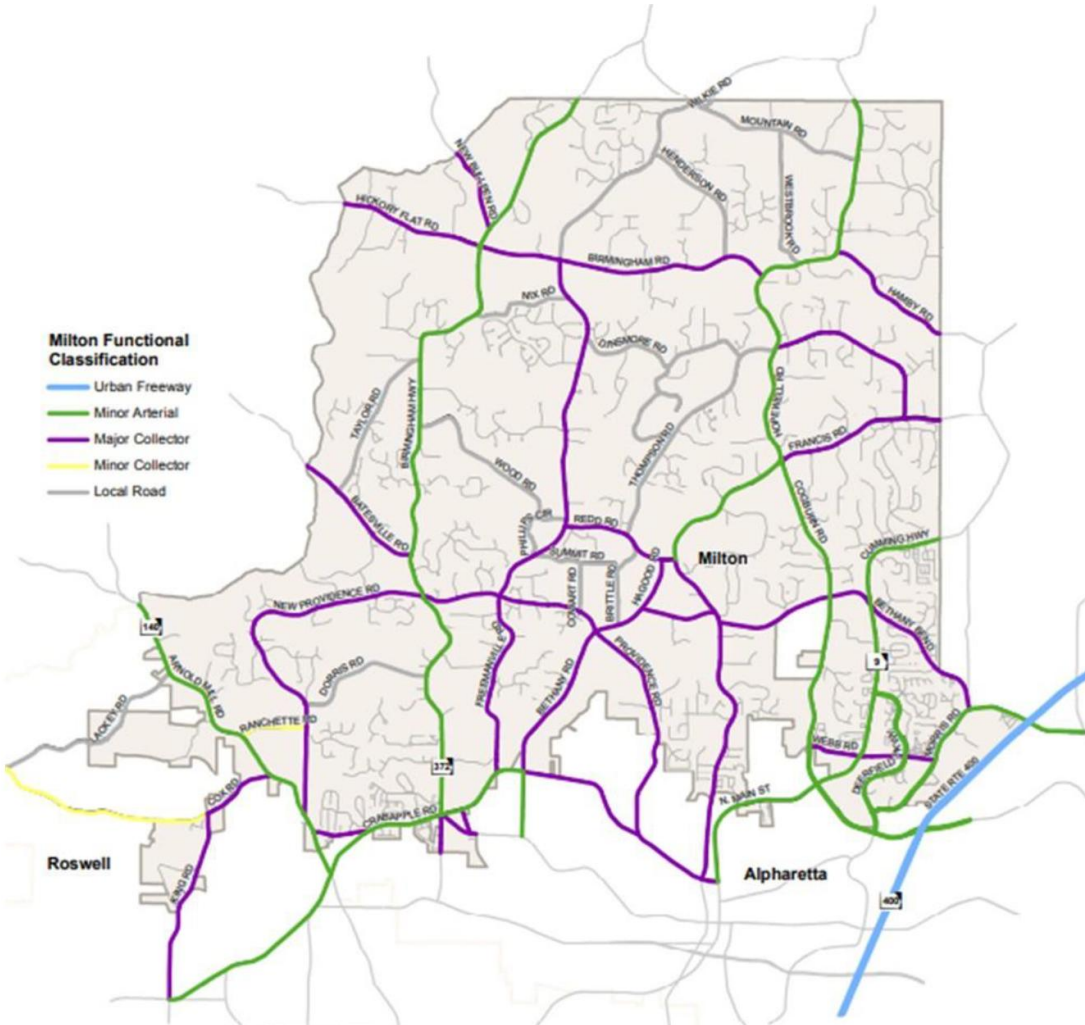 WILKIE RD
MOUNTAIN RD
NEW BULLPEN RD
HENDERSON RD
WESTBROOK RD
HICKORY FLAT RD
BIRMINGHAM RD
HAMBY RD
NIX RD
Milton Functional
Classification
Urban Freeway
Minor Arterial
Major Collector
Minor Collector
Local Road
DINSMORE RD
TAYLOR RD
BIRMINGHAM HWY
HOPEWELL RD
FRANCIS RD
WOOD RD
THOMPSON RD
BATESVILLE RD
COGBURN RD
PHILLIPS CIR
REDD RD
CUMMING HWY
SUMMIT RD
Milton
COWART RD
BRITTLE RD
HAGOOD RD
NEW PROVIDENCE RD
BETHANY BEND
140
FREEMANVILLE RD
PROVIDENCE RD
9
ARNOLD MILL RD
DORRIS RD
BETHANY RD
LACKEY RD
RANCHETTE RD
WEBB RD
MORRIS RD
372
DEERFIELD
STATE RTE 400
COX RD
N. MAIN ST
CRABAPPLE RD
Roswell
KING RD
Alpharetta
400